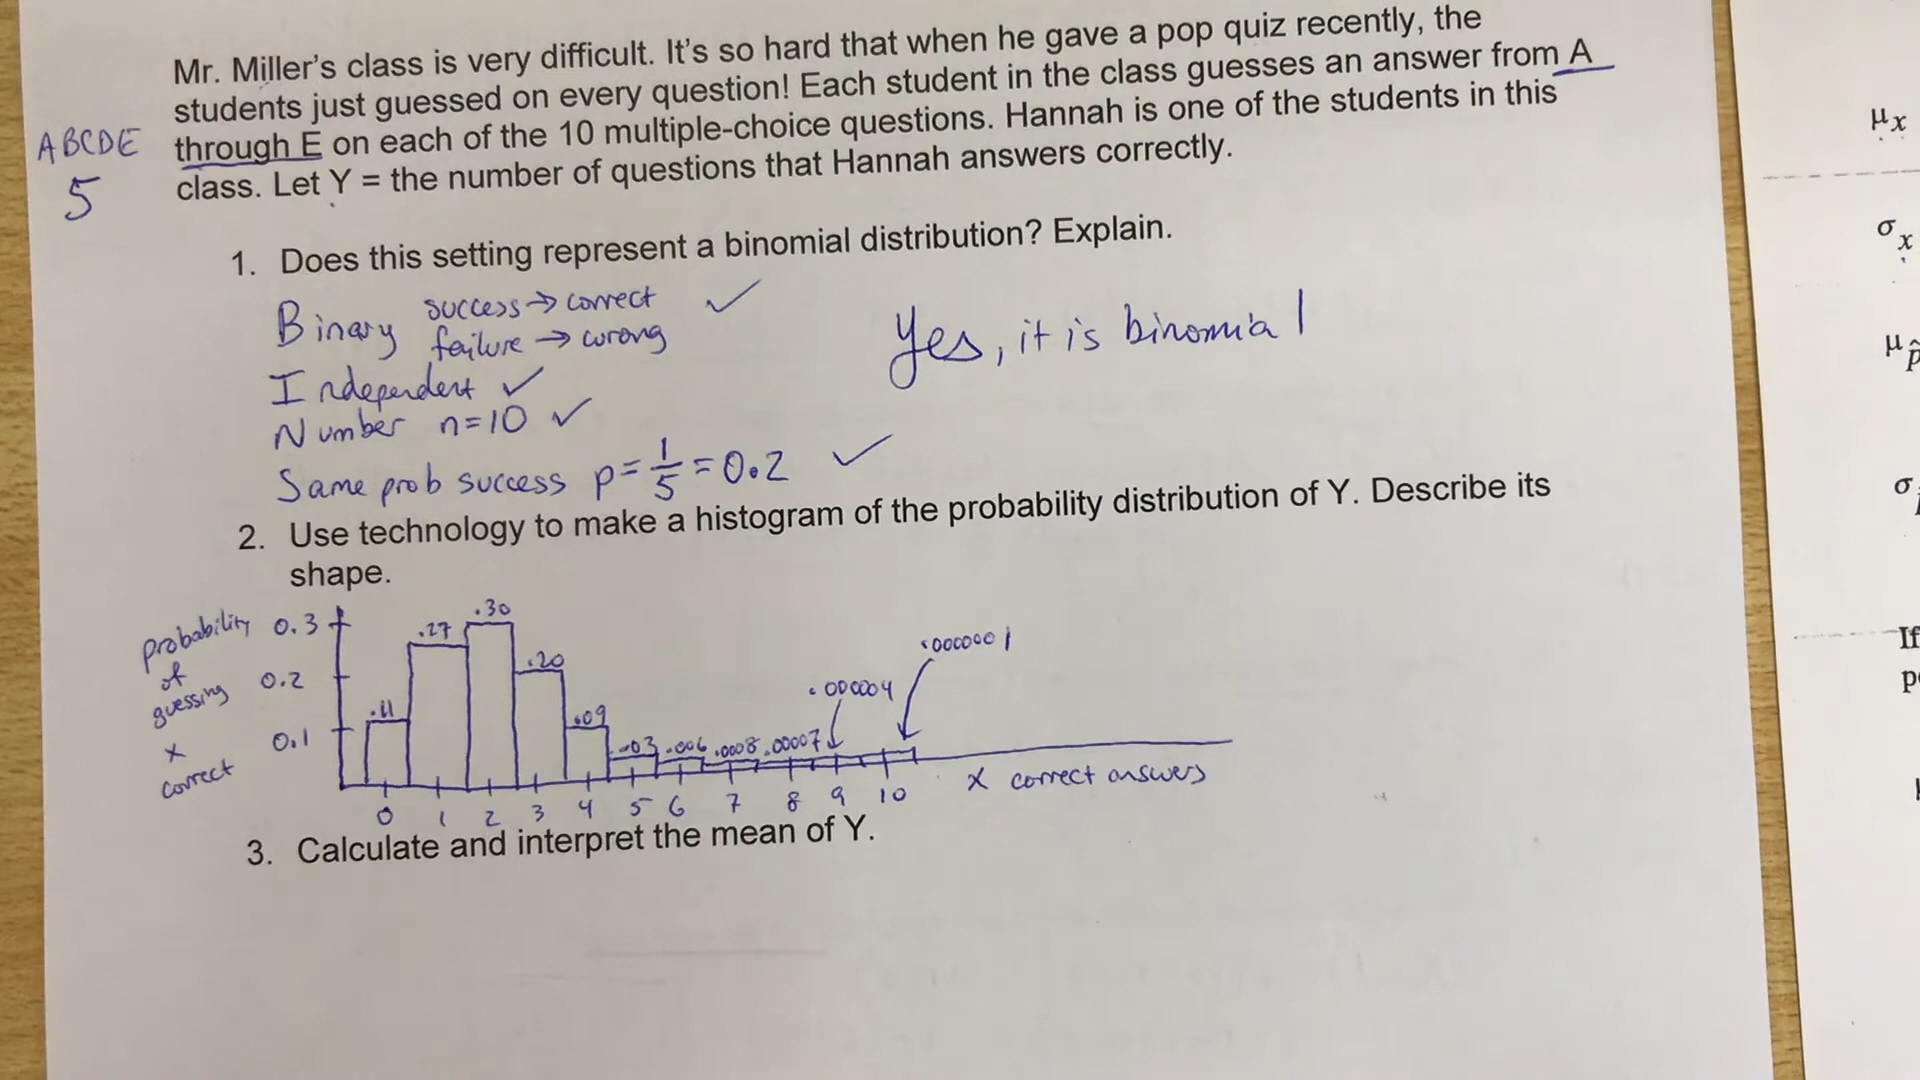 Mr. Miller's class is very difficult. It's so hard that when he gave a pop quiz recently, the
students just guessed on every question! Each student in the class guesses an answer from A
through E on each of the 10 multiple-choice questions. Hannah is one of the students in this
class. Let Y = the number of questions that Hannah answers correctly.
ABCDE
5
1. Does this setting represent a binomial distribution? Explain.
Binary success → correct ✓
failure → wrong
Independent ✓
Number n=10 ✓
Same prob success p=1/5=0.2 ✓
Yes, it is binomial
2. Use technology to make a histogram of the probability distribution of Y. Describe its
shape.
probability
of
guessing
x
correct
0.3
0.2
0.1
.11
.27
.30
.20
.09
.03
.006
.0008
.00007
.000004
.0000001
0 1 2 3 4 5 6 7 8 9 10
x correct answers
3. Calculate and interpret the mean of Y.
μx
σx
μp̂
σ
If